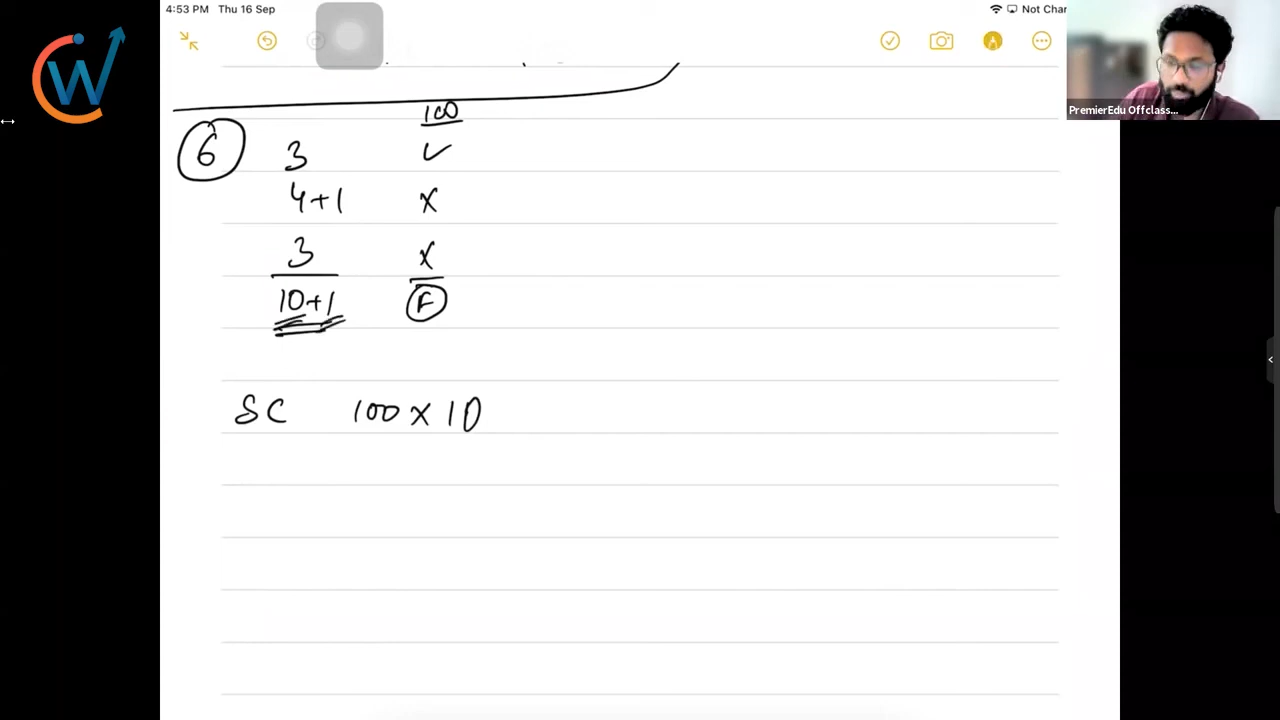 4:53 PM Thu 16 Sep
Not Char
W
PremierEdu Offclass...
100
6 3 ✓
4+1 x
3 x
10+1 F
SC 100 x 10